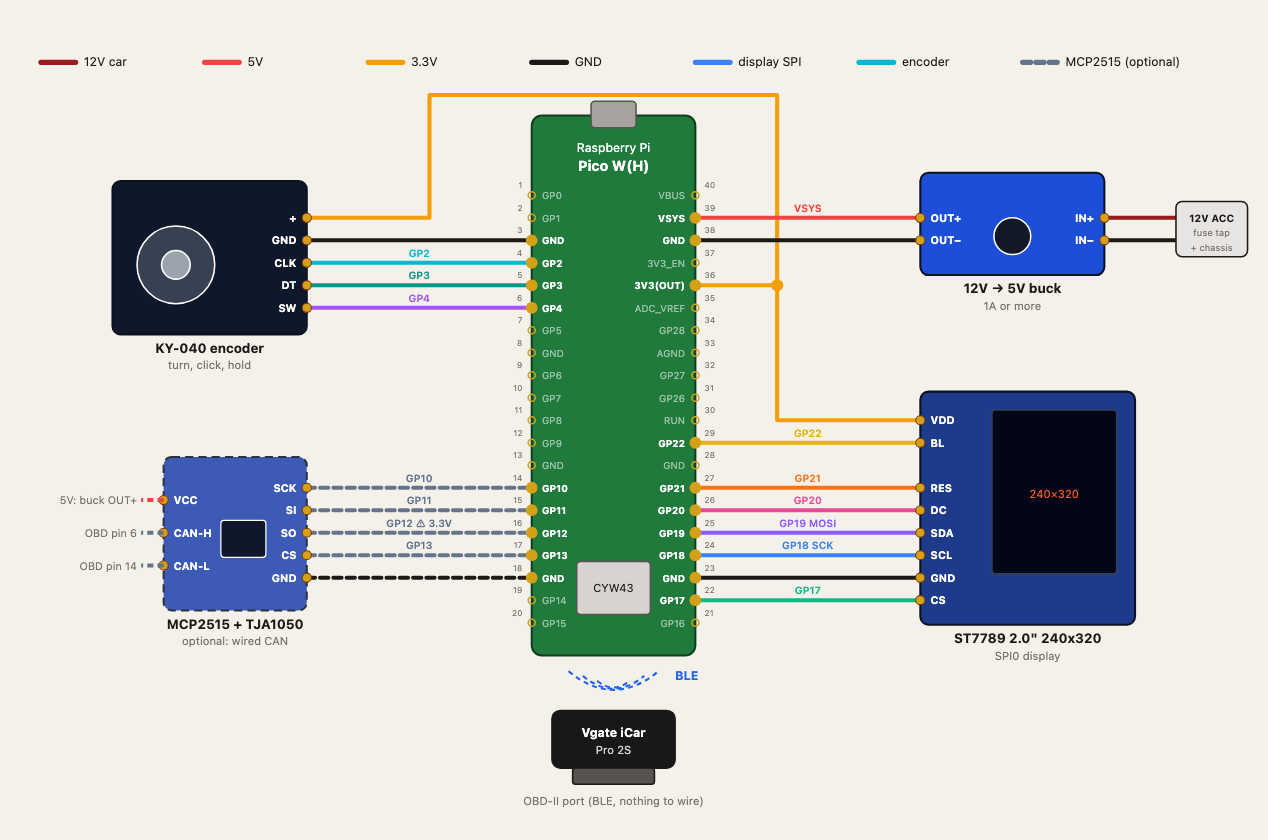 12V car
5V
3.3V
GND
display SPI
encoder
MCP2515 (optional)
Raspberry Pi
Pico W(H)
1
2
3
4
5
6
7
8
9
10
11
12
13
14
15
16
17
18
19
20
GP0
GP1
GND
GP2
GP3
GP4
GP5
GND
GP6
GP7
GP8
GP9
GND
GP10
GP11
GP12
GP13
GND
GP14
GP15
VBUS
VSYS
GND
3V3_EN
3V3(OUT)
ADC_VREF
GP28
AGND
GP27
GP26
RUN
GP22
GND
GP21
GP20
GP19
GP18
GND
GP17
GP16
40
39
38
37
36
35
34
33
32
31
30
29
28
27
26
25
24
23
22
21
CYW43
+
GND
CLK
DT
SW
GP2
GP3
GP4
KY-040 encoder
turn, click, hold
VSYS
OUT+
OUT−
IN+
IN−
12V ACC
fuse tap
+ chassis
12V → 5V buck
1A or more
5V: buck OUT+
OBD pin 6
OBD pin 14
VCC
CAN-H
CAN-L
SCK
SI
SO
CS
GND
GP10
GP11
GP12 ⚠ 3.3V
GP13
MCP2515 + TJA1050
optional: wired CAN
GP22
GP21
GP20
GP19 MOSI
GP18 SCK
GP17
VDD
BL
RES
DC
SDA
SCL
GND
CS
240×320
ST7789 2.0" 240x320
SPI0 display
BLE
Vgate iCar
Pro 2S
OBD-II port (BLE, nothing to wire)